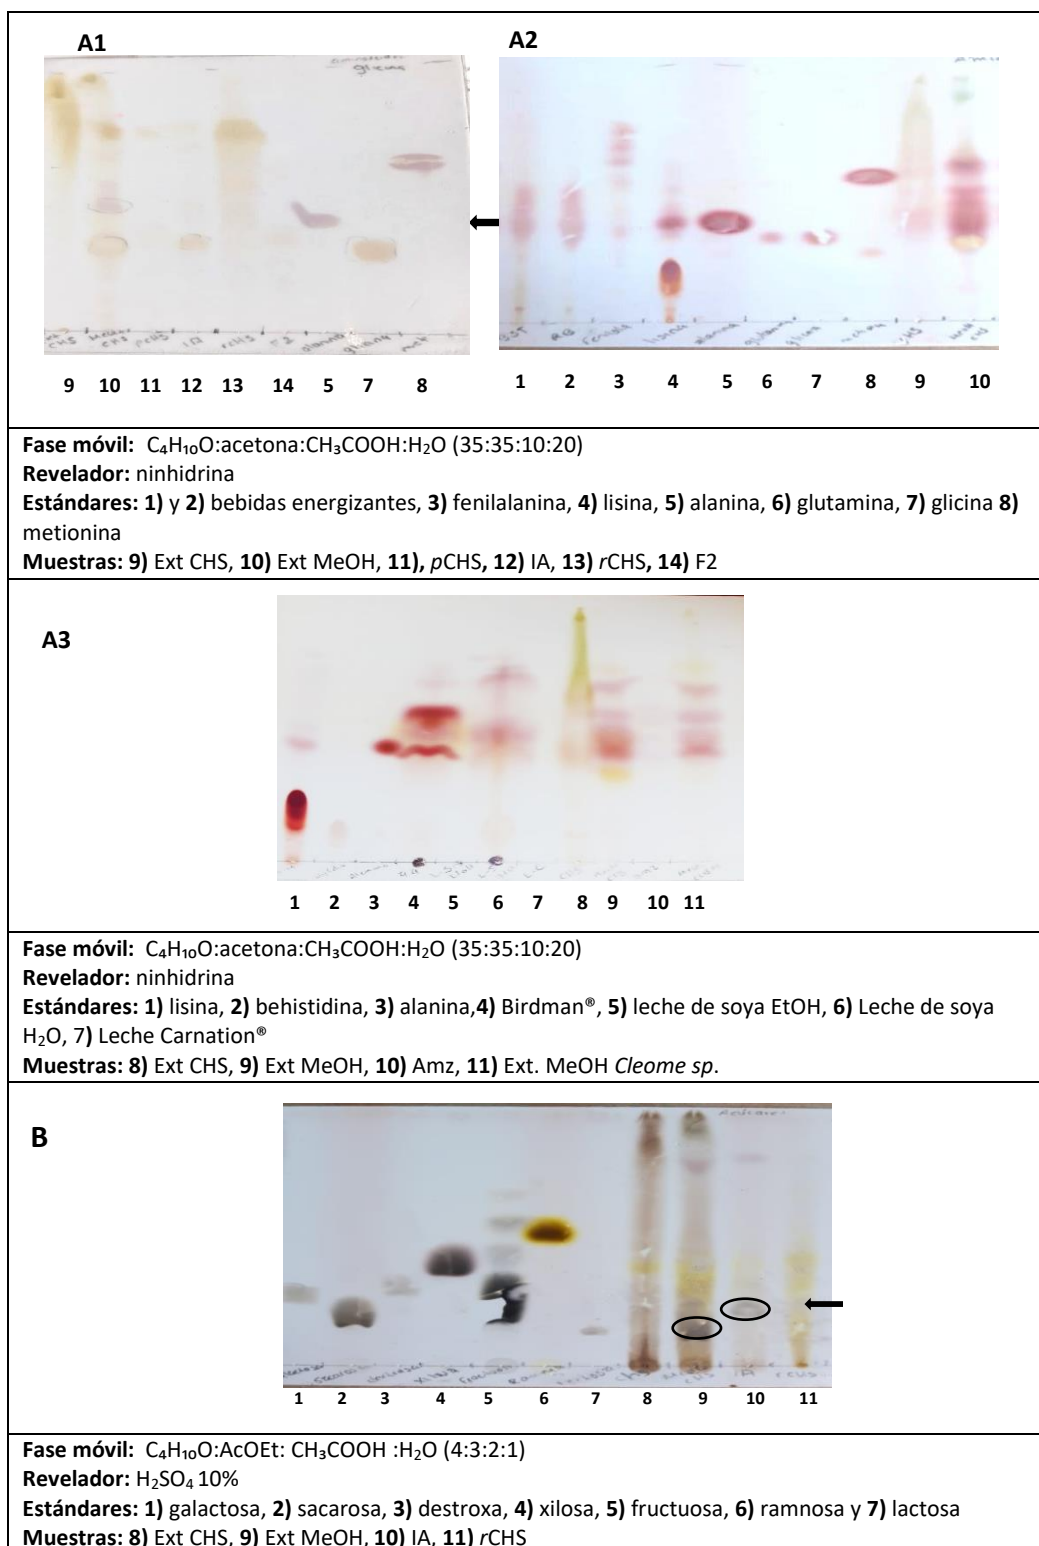 A1
A2
glicina
9 10 11 12 13 14 5 7 8
lisina
alanina
glicina
1 2 3 4 5 6 7 8 9 10
Fase móvil: C₄H₁₀O:acetona:CH₃COOH:H₂O (35:35:10:20)
Revelador: ninhidrina
Estándares: 1) y 2) bebidas energizantes, 3) fenilalanina, 4) lisina, 5) alanina, 6) glutamina, 7) glicina 8)
metionina
Muestras: 9) Ext CHS, 10) Ext MeOH, 11), pCHS, 12) IA, 13) rCHS, 14) F2
A3
1 2 3 4 5 6 7 8 9 10 11
Fase móvil: C₄H₁₀O:acetona:CH₃COOH:H₂O (35:35:10:20)
Revelador: ninhidrina
Estándares: 1) lisina, 2) behistidina, 3) alanina,4) Birdman®, 5) leche de soya EtOH, 6) Leche de soya
H₂O, 7) Leche Carnation®
Muestras: 8) Ext CHS, 9) Ext MeOH, 10) Amz, 11) Ext. MeOH Cleome sp.
B
1 2 3 4 5 6 7 8 9 10 11
Fase móvil: C₄H₁₀O:AcOEt: CH₃COOH :H₂O (4:3:2:1)
Revelador: H₂SO₄ 10%
Estándares: 1) galactosa, 2) sacarosa, 3) destroxa, 4) xilosa, 5) fructuosa, 6) ramnosa y 7) lactosa
Muestras: 8) Ext CHS, 9) Ext MeOH, 10) IA, 11) rCHS